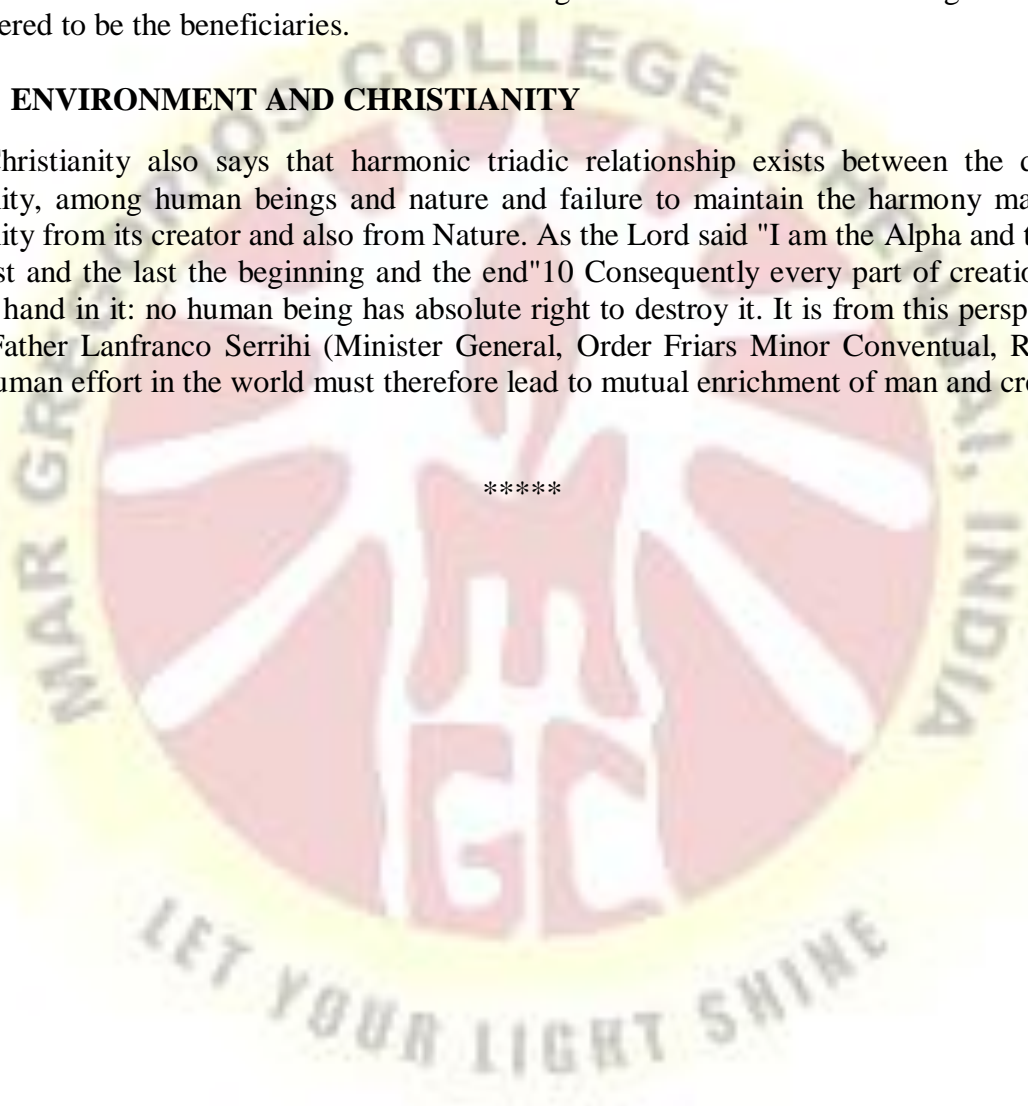 ered to be the beneficiaries.
ENVIRONMENT AND CHRISTIANITY
hristianity also says that harmonic triadic relationship exists between the
ity, among human beings and nature and failure to maintain the harmony ma
ity from its creator and also from Nature. As the Lord said "I am the Alpha and t
st and the last the beginning and the end"10 Consequently every part of creatio
hand in it: no human being has absolute right to destroy it. It is from this persp
Father Lanfranco Serrihi (Minister General, Order Friars Minor Conventual, R
uman effort in the world must therefore lead to mutual enrichment of man and cr
*****
MAR GREGORIOS COLLEGE, CHENNAI, INDIA
MGC
LET YOUR LIGHT SHINE